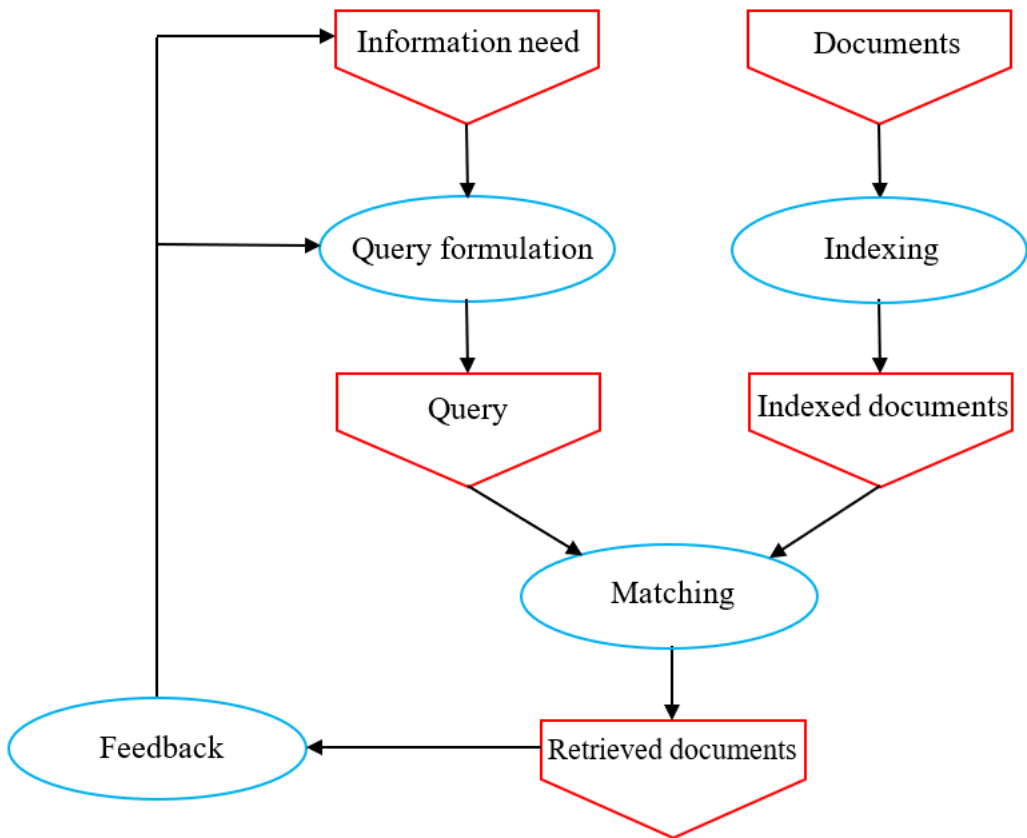 Information need
Documents
Query formulation
Indexing
Query
Indexed documents
Matching
Feedback
Retrieved documents